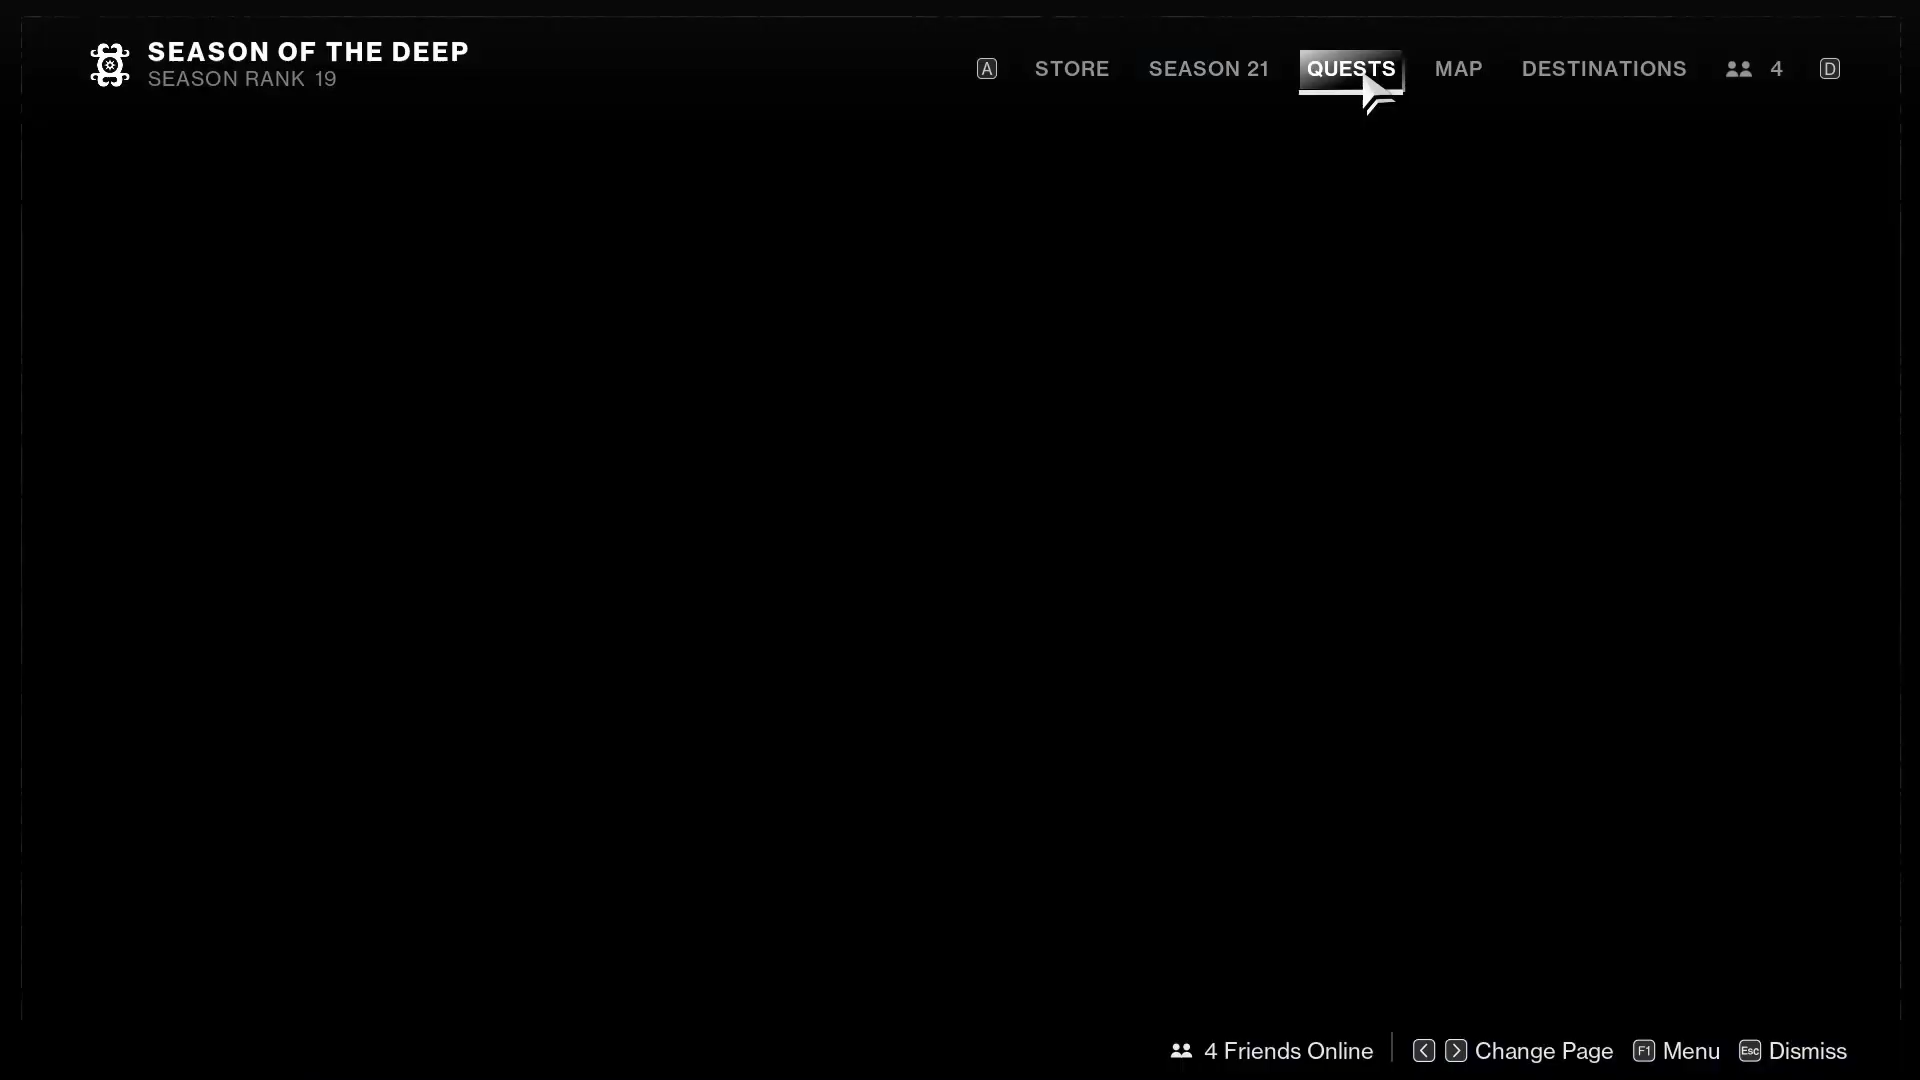 SEASON OF THE DEEP
SEASON RANK 19
A STORE SEASON 21 QUESTS MAP DESTINATIONS 4 D
4 Friends Online < > Change Page F1 Menu Esc Dismiss